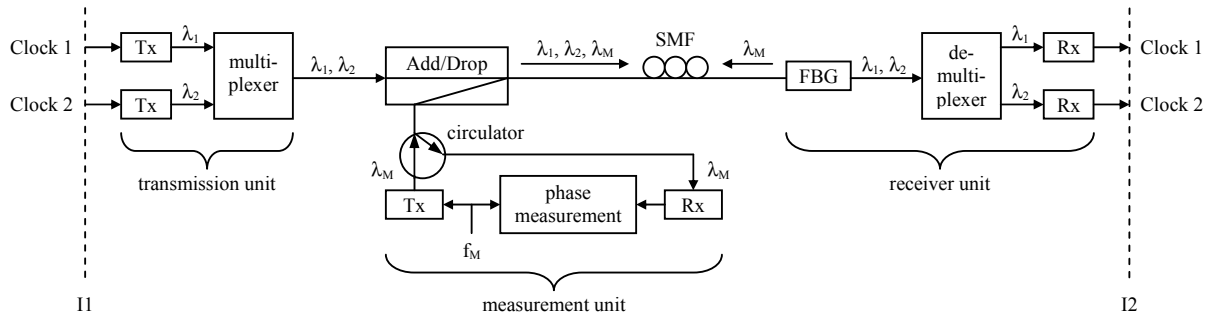 Clock 1
Tx
λ1
multi-
plexer
λ1, λ2
Add/Drop
λ1, λ2, λM
SMF
λM
FBG
λ1, λ2
de-
multi-
plexer
λ1
Rx
Clock 1
Clock 2
Tx
λ2
λ2
Rx
Clock 2
circulator
transmission unit
receiver unit
λM
λM
Tx
phase
measurement
Rx
fM
I1
measurement unit
I2